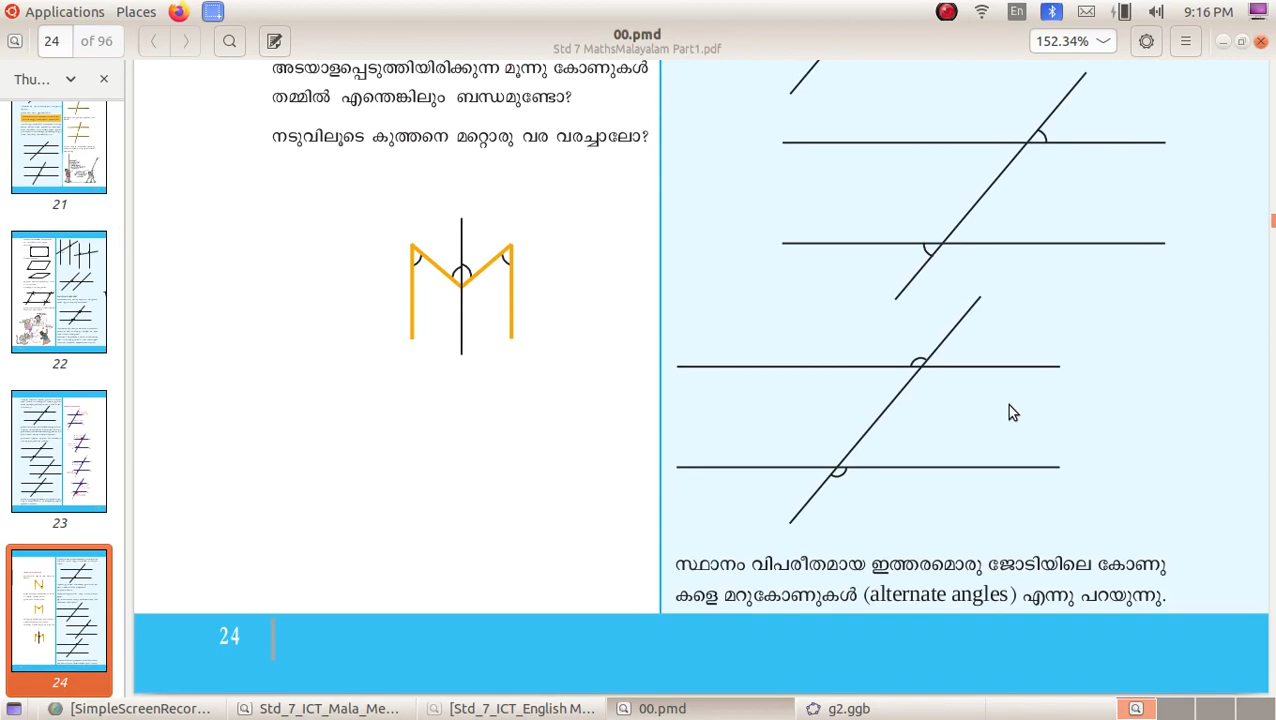 Applications Places En 9:16 PM
24 of 96 00.pmd 152.34%
Std 7 MathsMalayalam Part1.pdf
Thu...
21
22
23
24
അടയാളപ്പെടുത്തിയിരിക്കുന്ന മൂന്നു കോണുകൾ
തമ്മിൽ എന്തെങ്കിലും ബന്ധമുണ്ടോ?
നടുവിലൂടെ കുത്തനെ മറ്റൊരു വര വരച്ചാലോ?
സ്ഥാനം വിപരീതമായ ഇത്തരമൊരു ജോടിയിലെ കോണു
കളെ മറുകോണുകൾ (alternate angles) എന്നു പറയുന്നു.
24
[SimpleScreenRecor... Std_7_ICT_Mala_Me... [Std_7_ICT_English M... 00.pmd g2.ggb